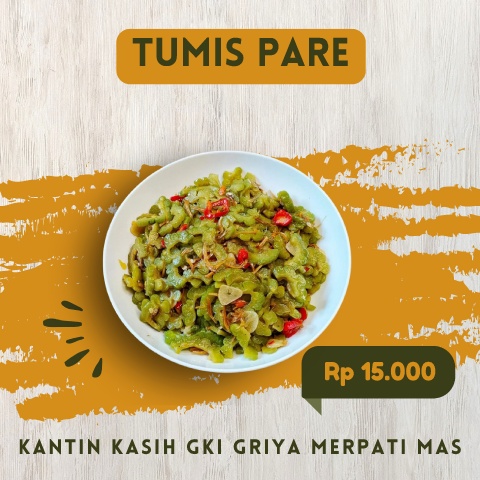 TUMIS PARE
Rp 15.000
KANTIN KASIH GKI GRIYA MERPATI MAS